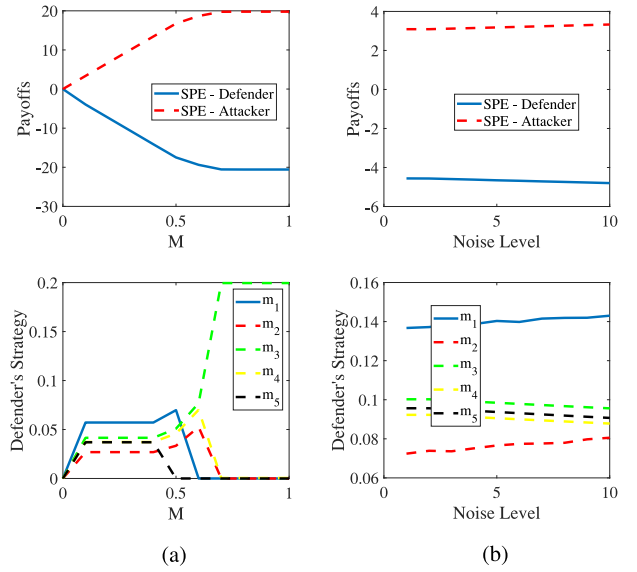 20
10
0
-10
-20
-30
Payoffs
SPE - Defender
SPE - Attacker
0
0.5
1
M
4
2
0
-2
-4
-6
Payoffs
SPE - Defender
SPE - Attacker
0
5
10
Noise Level
0.2
0.15
0.1
0.05
0
Defender's Strategy
m1
m2
m3
m4
m5
0
0.5
1
M
0.16
0.14
0.12
0.1
0.08
0.06
Defender's Strategy
m1
m2
m3
m4
m5
0
5
10
Noise Level
(a)
(b)